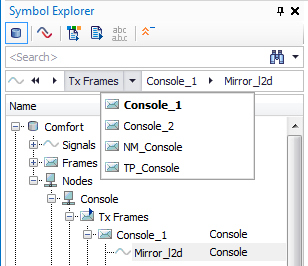 Symbol Explorer
abc
abc
<Search>
Tx Frames Console_1 Mirror_l2d
Name
Console_1
Console_2
NM_Console
TP_Console
Comfort
Signals
Frames
Nodes
Console
Tx Frames
Console_1 Console
Mirror_l2d Console